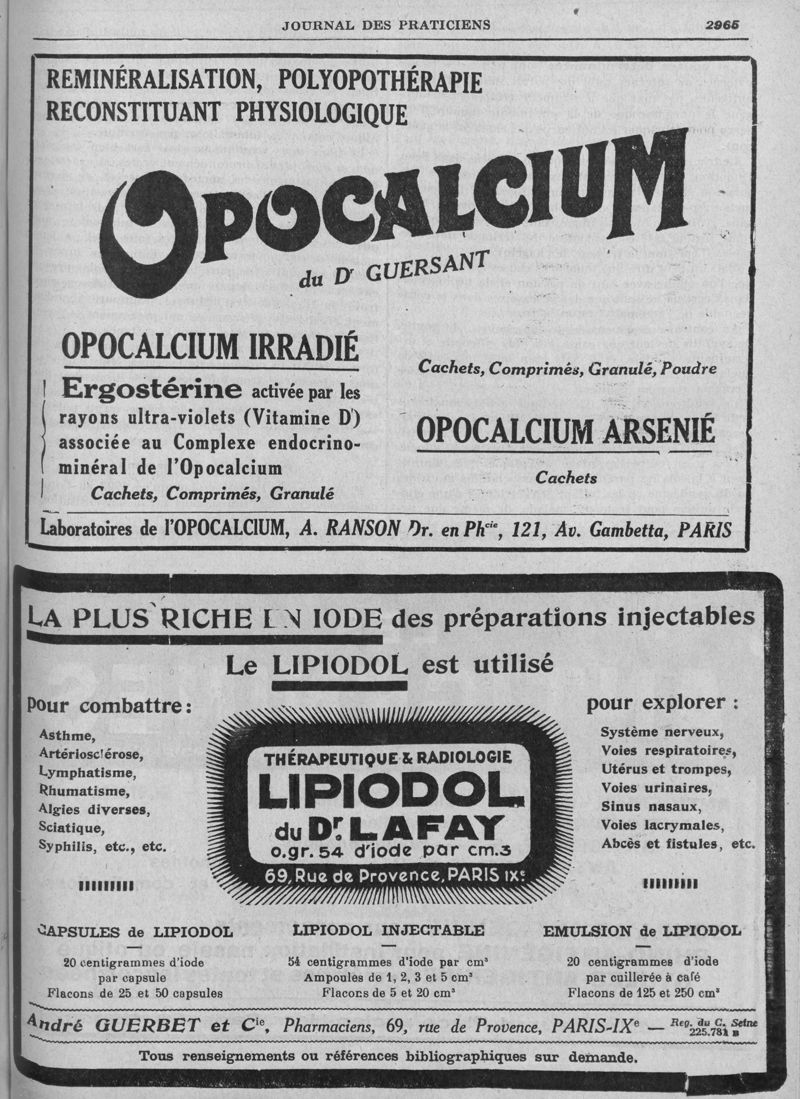 JOURNAL DES PRATICIENS 2965
REMINÉRALISATION, POLYOPOTHÉRAPIE
RECONSTITUANT PHYSIOLOGIQUE
OPOCALCIUM
du Dr GUERSANT
OPOCALCIUM IRRADIÉ
Ergostérine activée par les
rayons ultra-violets (Vitamine D)
associée au Complexe endocrino-
minéral de l'Opocalcium
Cachets, Comprimés, Granulé
Cachets, Comprimés, Granulé, Poudre
OPOCALCIUM ARSENIÉ
Cachets
Laboratoires de l'OPOCALCIUM, A. RANSON Dr. en Phcie, 121, Av. Gambetta, PARIS
LA PLUS RICHE EN IODE des préparations injectables
Le LIPIODOL est utilisé
pour combattre:
Asthme,
Artériosclérose,
Lymphatisme,
Rhumatisme,
Algies diverses,
Sciatique,
Syphilis, etc., etc.
THÉRAPEUTIQUE & RADIOLOGIE
LIPIODOL
du Dr. LAFAY
0.gr. 54 d'iode par cm.3
69, Rue de Provence, PARIS IXe
pour explorer :
Système nerveux,
Voies respiratoires,
Utérus et trompes,
Voies urinaires,
Sinus nasaux,
Voies lacrymales,
Abcès et fistules, etc.
CAPSULES de LIPIODOL
20 centigrammes d'iode
par capsule
Flacons de 25 et 50 capsules
LIPIODOL INJECTABLE
54 centigrammes d'iode par cm³
Ampoules de 1, 2, 3 et 5 cm³
Flacons de 5 et 20 cm³
EMULSION de LIPIODOL
20 centigrammes d'iode
par cuillerée à café
Flacons de 125 et 250 cm³
André GUERBET et Cie, Pharmaciens, 69, rue de Provence, PARIS-IXe — Reg. du C. Seine
225.781 B
Tous renseignements ou références bibliographiques sur demande.